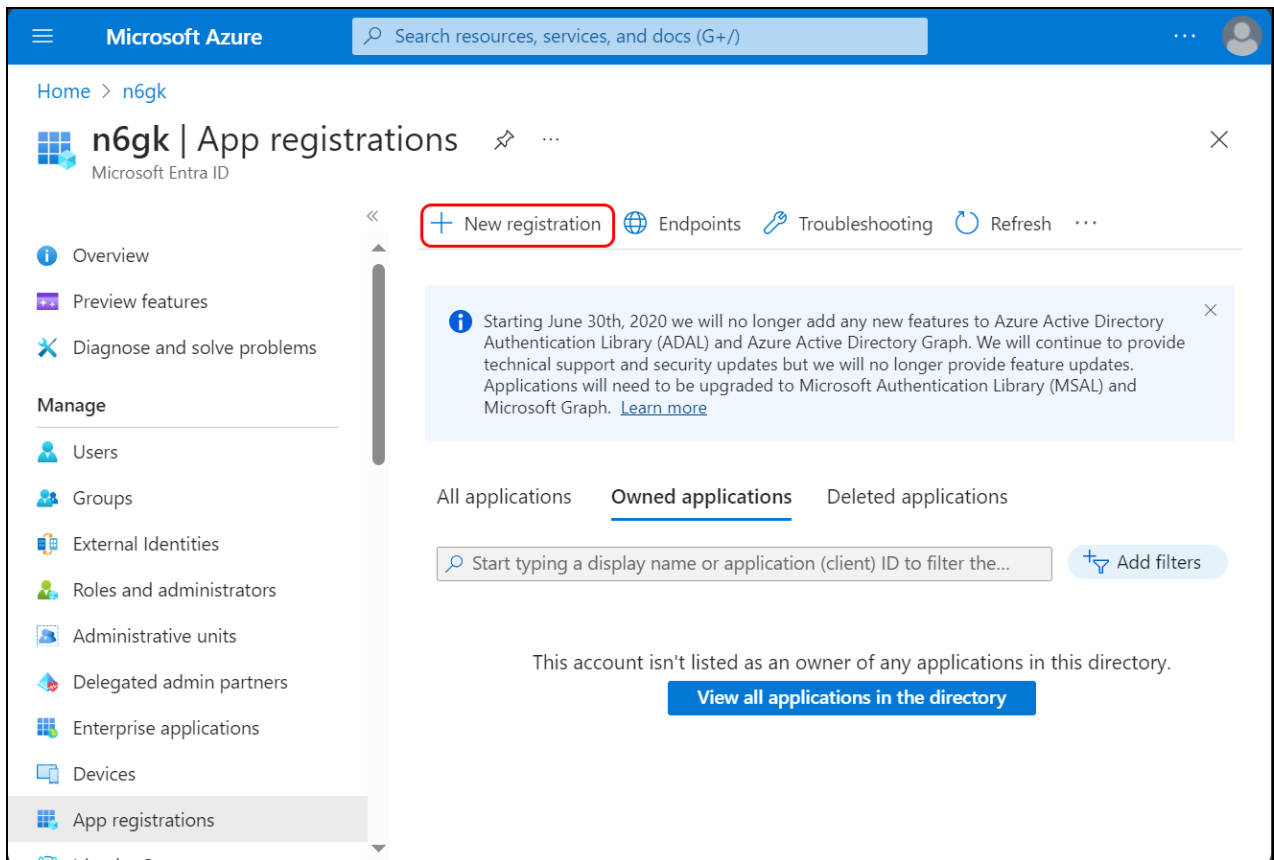 Microsoft Azure
Search resources, services, and docs (G+/)
Home > n6gk
n6gk | App registrations
Microsoft Entra ID
New registration
Endpoints
Troubleshooting
Refresh
Overview
Preview features
Diagnose and solve problems
Manage
Users
Groups
External Identities
Roles and administrators
Administrative units
Delegated admin partners
Enterprise applications
Devices
App registrations
Starting June 30th, 2020 we will no longer add any new features to Azure Active Directory
Authentication Library (ADAL) and Azure Active Directory Graph. We will continue to provide
technical support and security updates but we will no longer provide feature updates.
Applications will need to be upgraded to Microsoft Authentication Library (MSAL) and
Microsoft Graph. Learn more
All applications
Owned applications
Deleted applications
Start typing a display name or application (client) ID to filter the...
Add filters
This account isn't listed as an owner of any applications in this directory.
View all applications in the directory